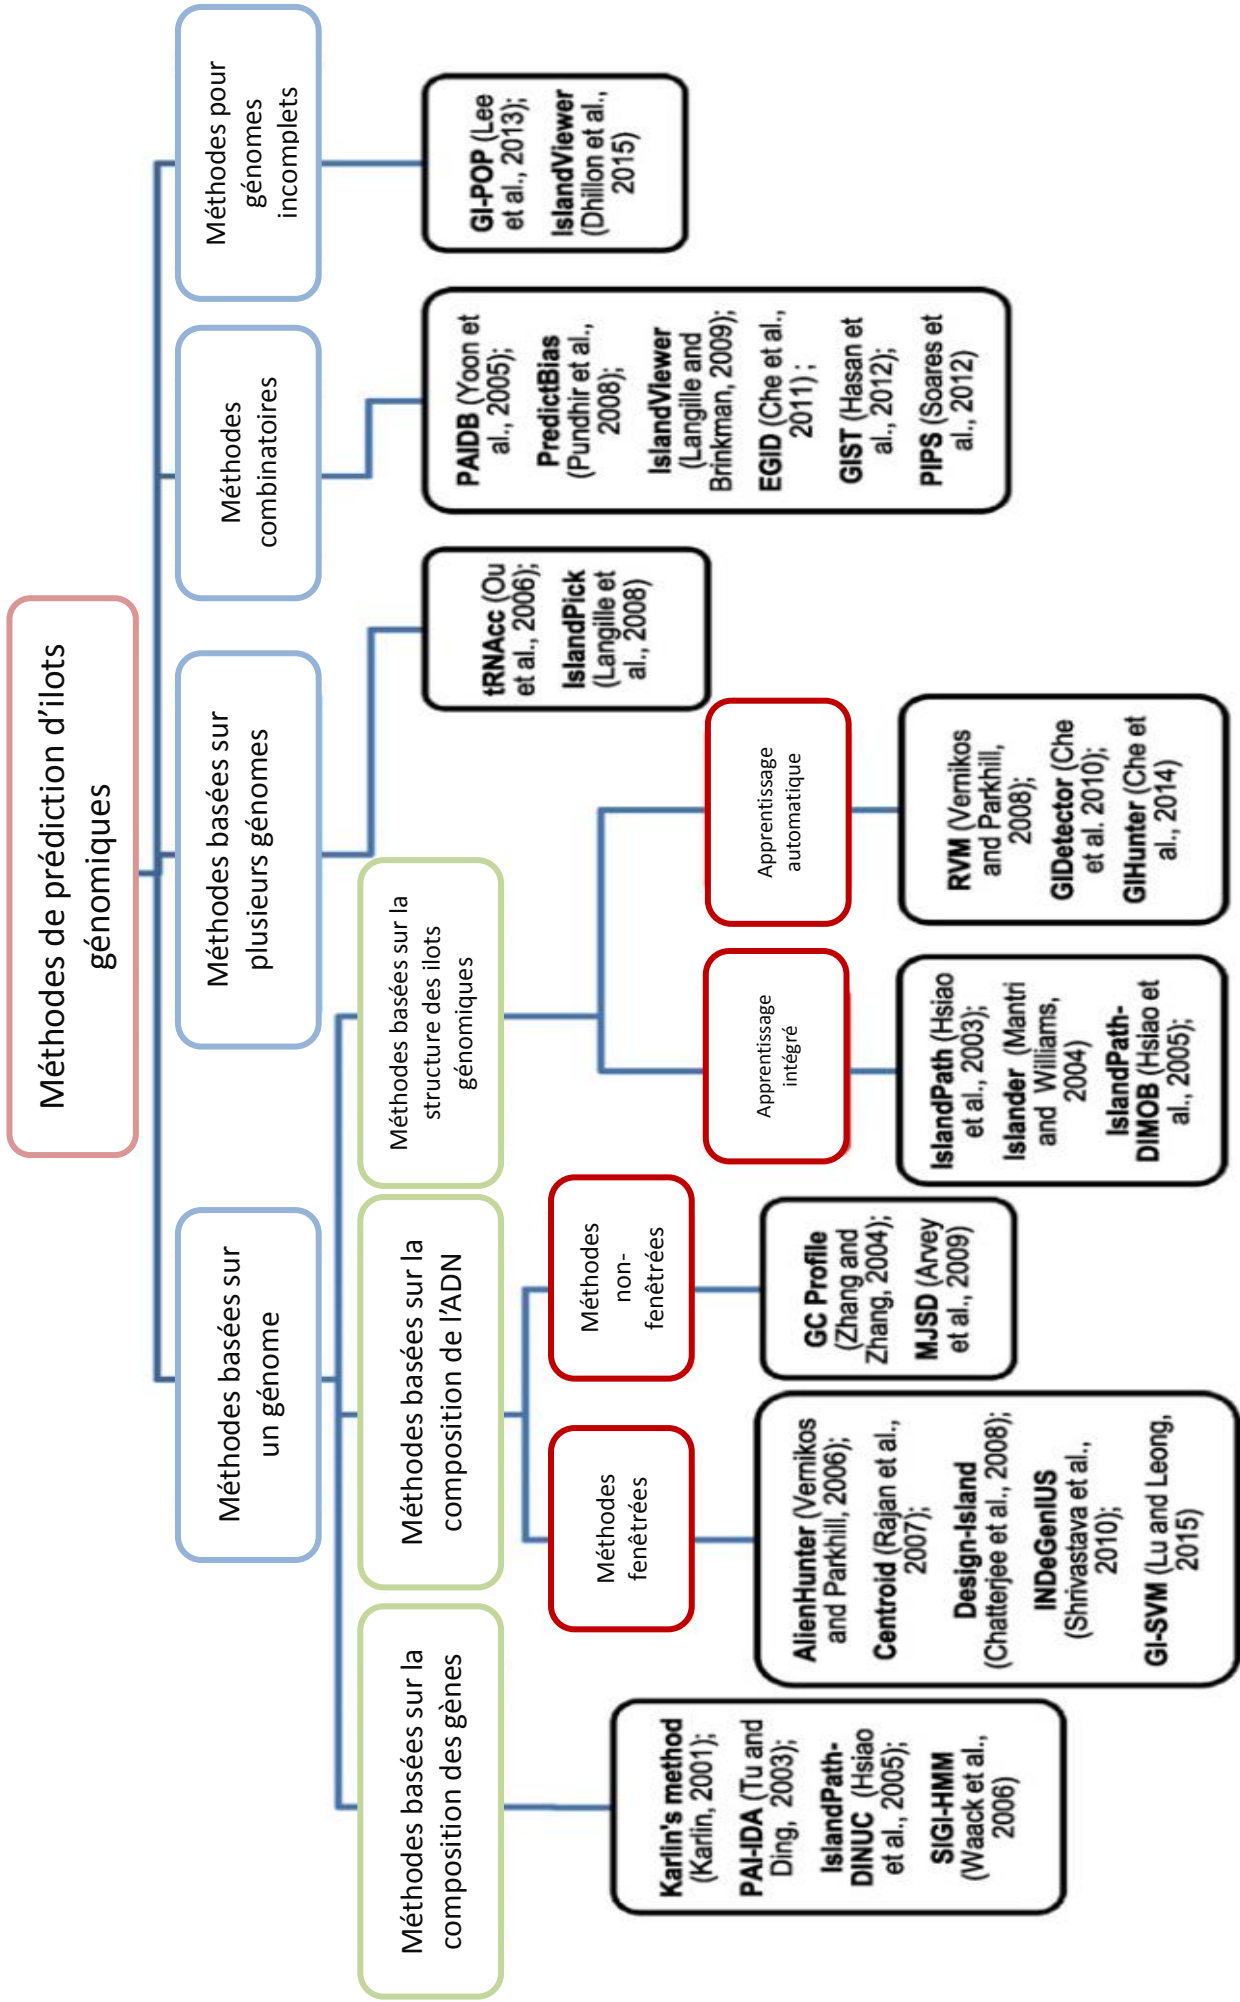 Méthodes de prédiction d'ilots
génomiques
Méthodes basées sur
un génome
Méthodes basées sur
plusieurs génomes
Méthodes
combinatoires
Méthodes pour
génomes
incomplets
Méthodes basées sur la
composition des gènes
Méthodes basées sur la
composition de l'ADN
Méthodes basées sur la
structure des ilots
génomiques
Méthodes
fenêtrées
Méthodes
non-
fenêtrées
Apprentissage
intégré
Apprentissage
automatique
Karlin's method
(Karlin, 2001);
PAI-IDA (Tu and
Ding, 2003);
IslandPath-
DINUC (Hsiao
et al., 2005);
SIGI-HMM
(Waack et al.,
2006)
AlienHunter (Vernikos
and Parkhill, 2006);
Centroid (Rajan et al.,
2007);
Design-Island
(Chatterjee et al., 2008);
INDeGenIUS
(Shrivastava et al.,
2010);
GI-SVM (Lu and Leong,
2015)
GC Profile
(Zhang and
Zhang, 2004);
MJSD (Arvey
et al., 2009)
IslandPath (Hsiao
et al., 2003);
Islander (Mantri
and Williams,
2004)
IslandPath-
DIMOB (Hsiao et
al., 2005);
RVM (Vernikos
and Parkhill,
2008);
GIDetector (Che
et al. 2010);
GIHunter (Che et
al., 2014)
tRNAcc (Ou
et al., 2006);
IslandPick
(Langille et
al., 2008)
PAIDB (Yoon et
al., 2005);
PredictBias
(Pundhir et al.,
2008);
IslandViewer
(Langille and
Brinkman, 2009);
EGID (Che et al.,
2011) ;
GIST (Hasan et
al., 2012);
PIPS (Soares et
al., 2012)
GI-POP (Lee
et al., 2013);
IslandViewer
(Dhillon et al.,
2015)